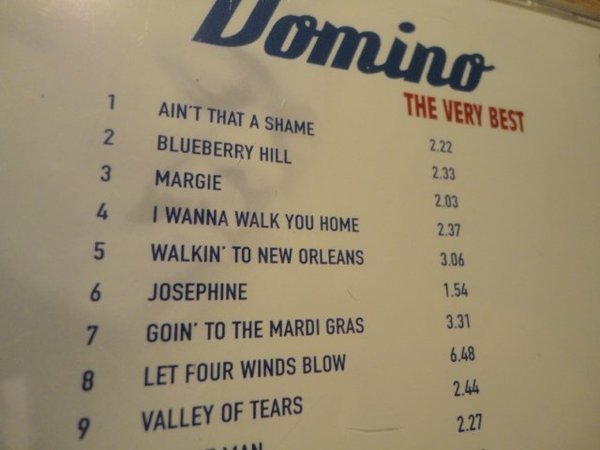 Domino
THE VERY BEST
1 AIN'T THAT A SHAME 2.22
2 BLUEBERRY HILL 2.33
3 MARGIE 2.03
4 I WANNA WALK YOU HOME 2.37
5 WALKIN' TO NEW ORLEANS 3.06
6 JOSEPHINE 1.54
7 GOIN' TO THE MARDI GRAS 3.31
8 LET FOUR WINDS BLOW 6.48
9 VALLEY OF TEARS 2.44
MAN 2.27